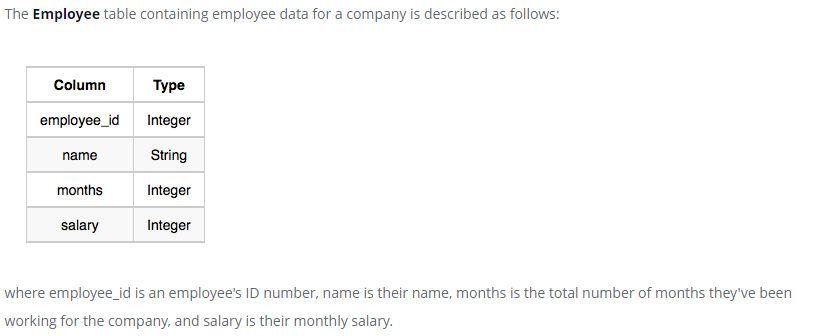 The Employee table containing employee data for a company is described as follows:
Column Type
employee_id Integer
name String
months Integer
salary Integer
where employee_id is an employee's ID number, name is their name, months is the total number of months they've been
working for the company, and salary is their monthly salary.